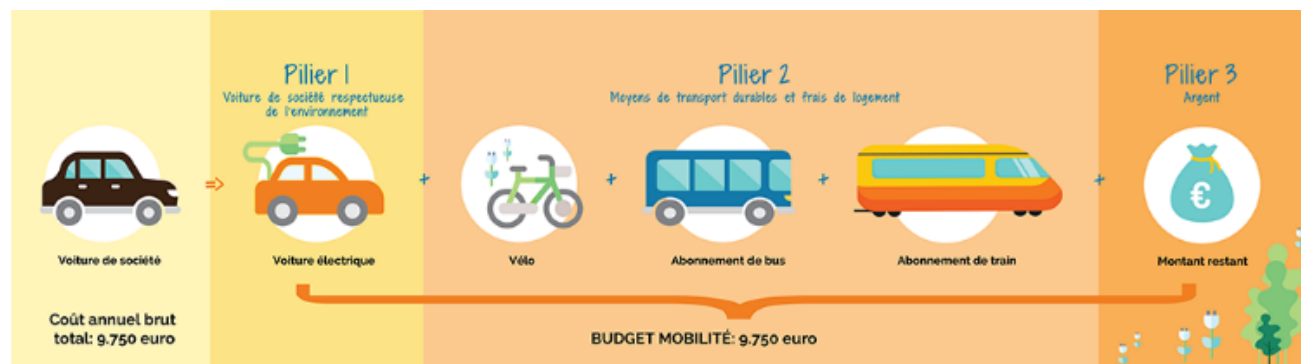 Pilier 1
Voiture de société respectueuse
de l'environnement
Pilier 2
Moyens de transport durables et frais de logement
Pilier 3
Argent
=>
+
+
+
+
€
Voiture de société
Voiture électrique
Vélo
Abonnement de bus
Abonnement de train
Montant restant
Coût annuel brut
total: 9.750 euro
BUDGET MOBILITÉ: 9.750 euro